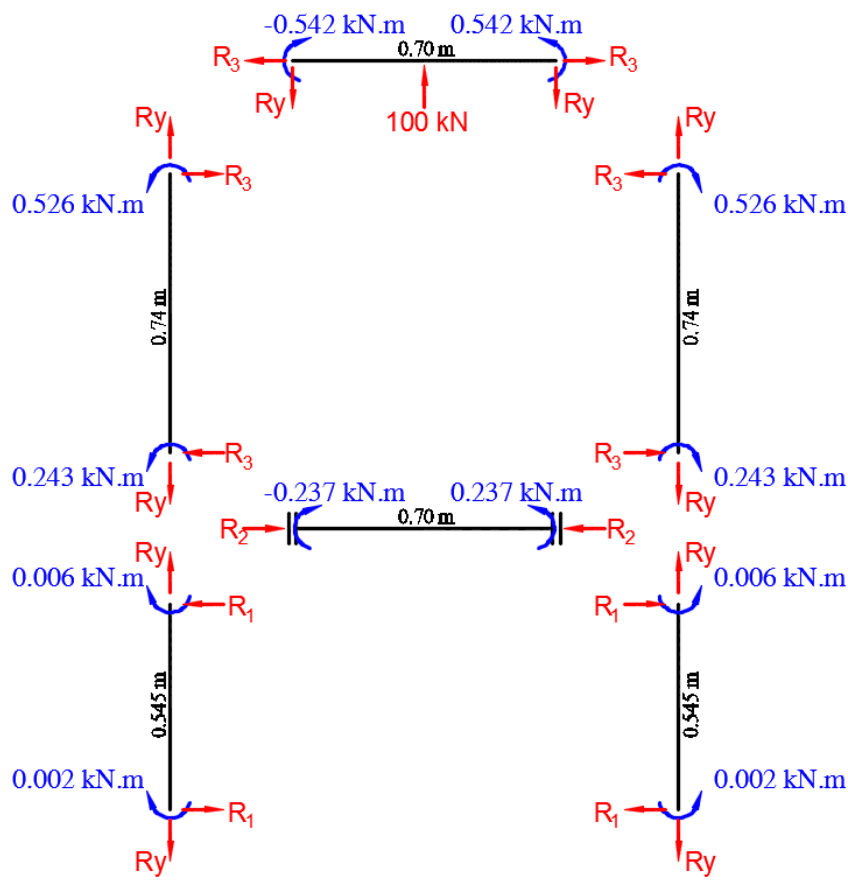 -0.542 kN.m 0.542 kN.m
0.70 m
R3 R3
Ry Ry
100 kN
Ry Ry
R3 R3
0.526 kN.m 0.526 kN.m
0.74 m 0.74 m
R3 R3
0.243 kN.m 0.243 kN.m
Ry Ry
-0.237 kN.m 0.237 kN.m
0.70 m
R2 R2
Ry Ry
0.006 kN.m 0.006 kN.m
R1 R1
0.545 m 0.545 m
0.002 kN.m 0.002 kN.m
R1 R1
Ry Ry